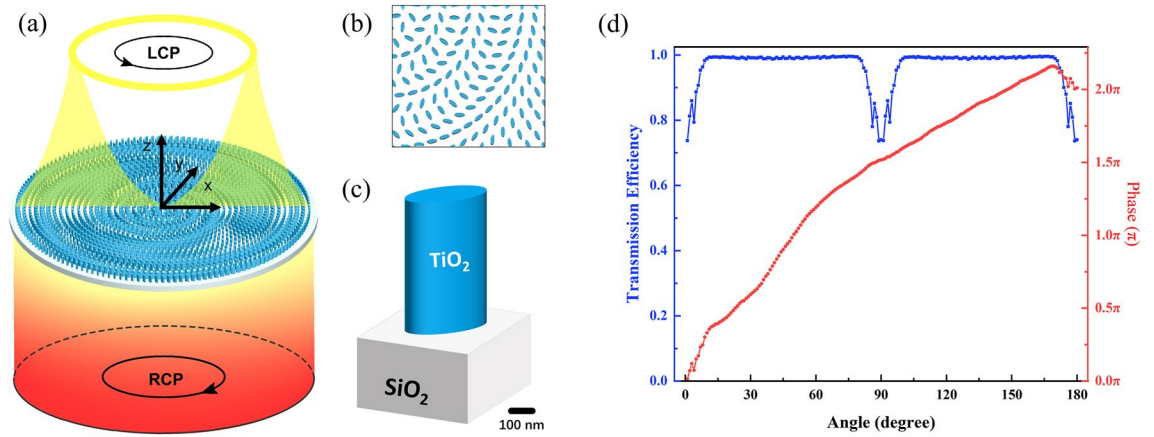 (a)
LCP
z
y
x
RCP
(b)
(c)
TiO₂
SiO₂
100 nm
(d)
1.0
0.8
0.6
0.4
0.2
0.0
Transmission Efficiency
2.0π
1.5π
1.0π
0.5π
0.0π
Phase (π)
0 30 60 90 120 150 180
Angle (degree)